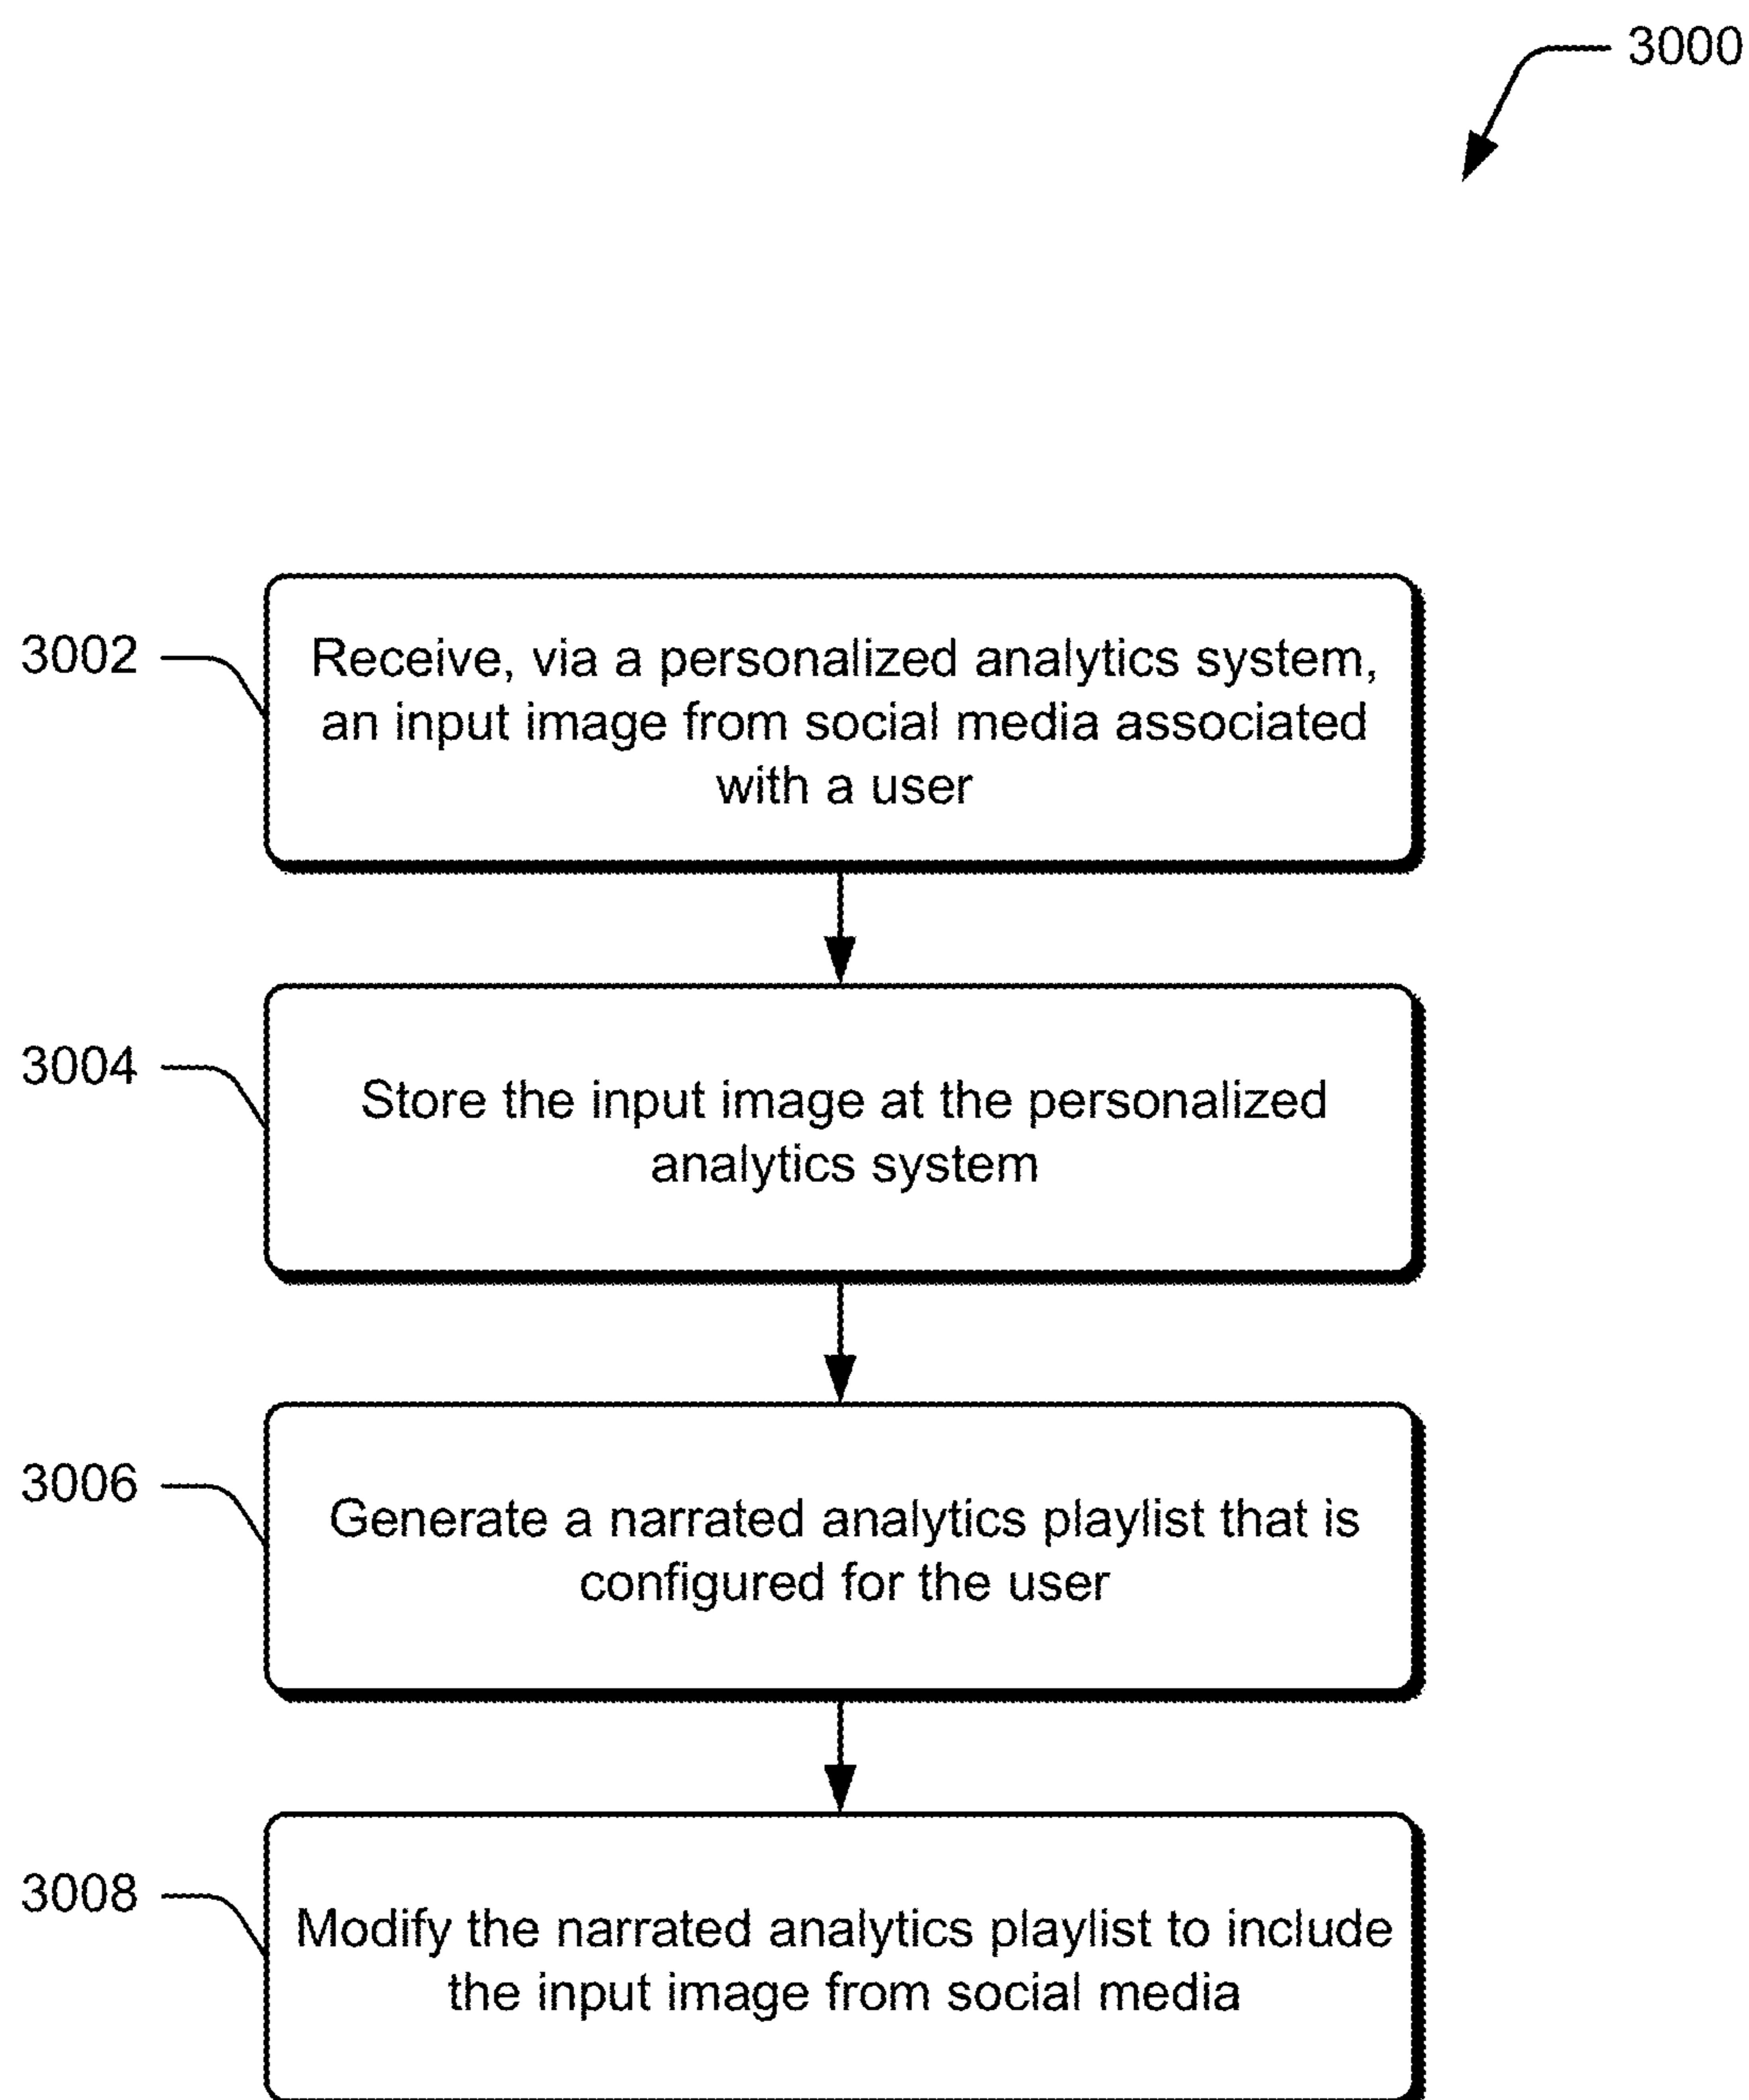 3000
3002
Receive, via a personalized analytics system,
an input image from social media associated
with a user
3004
Store the input image at the personalized
analytics system
3006
Generate a narrated analytics playlist that is
configured for the user
3008
Modify the narrated analytics playlist to include
the input image from social media